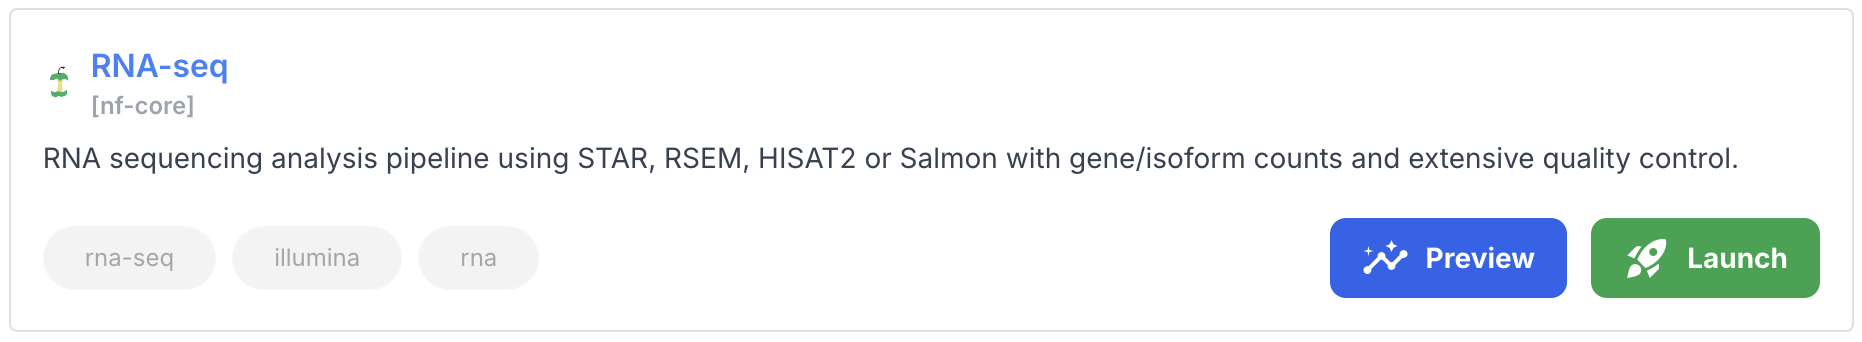 RNA-seq
[nf-core]
RNA sequencing analysis pipeline using STAR, RSEM, HISAT2 or Salmon with gene/isoform counts and extensive quality control.
rna-seq illumina rna Preview Launch